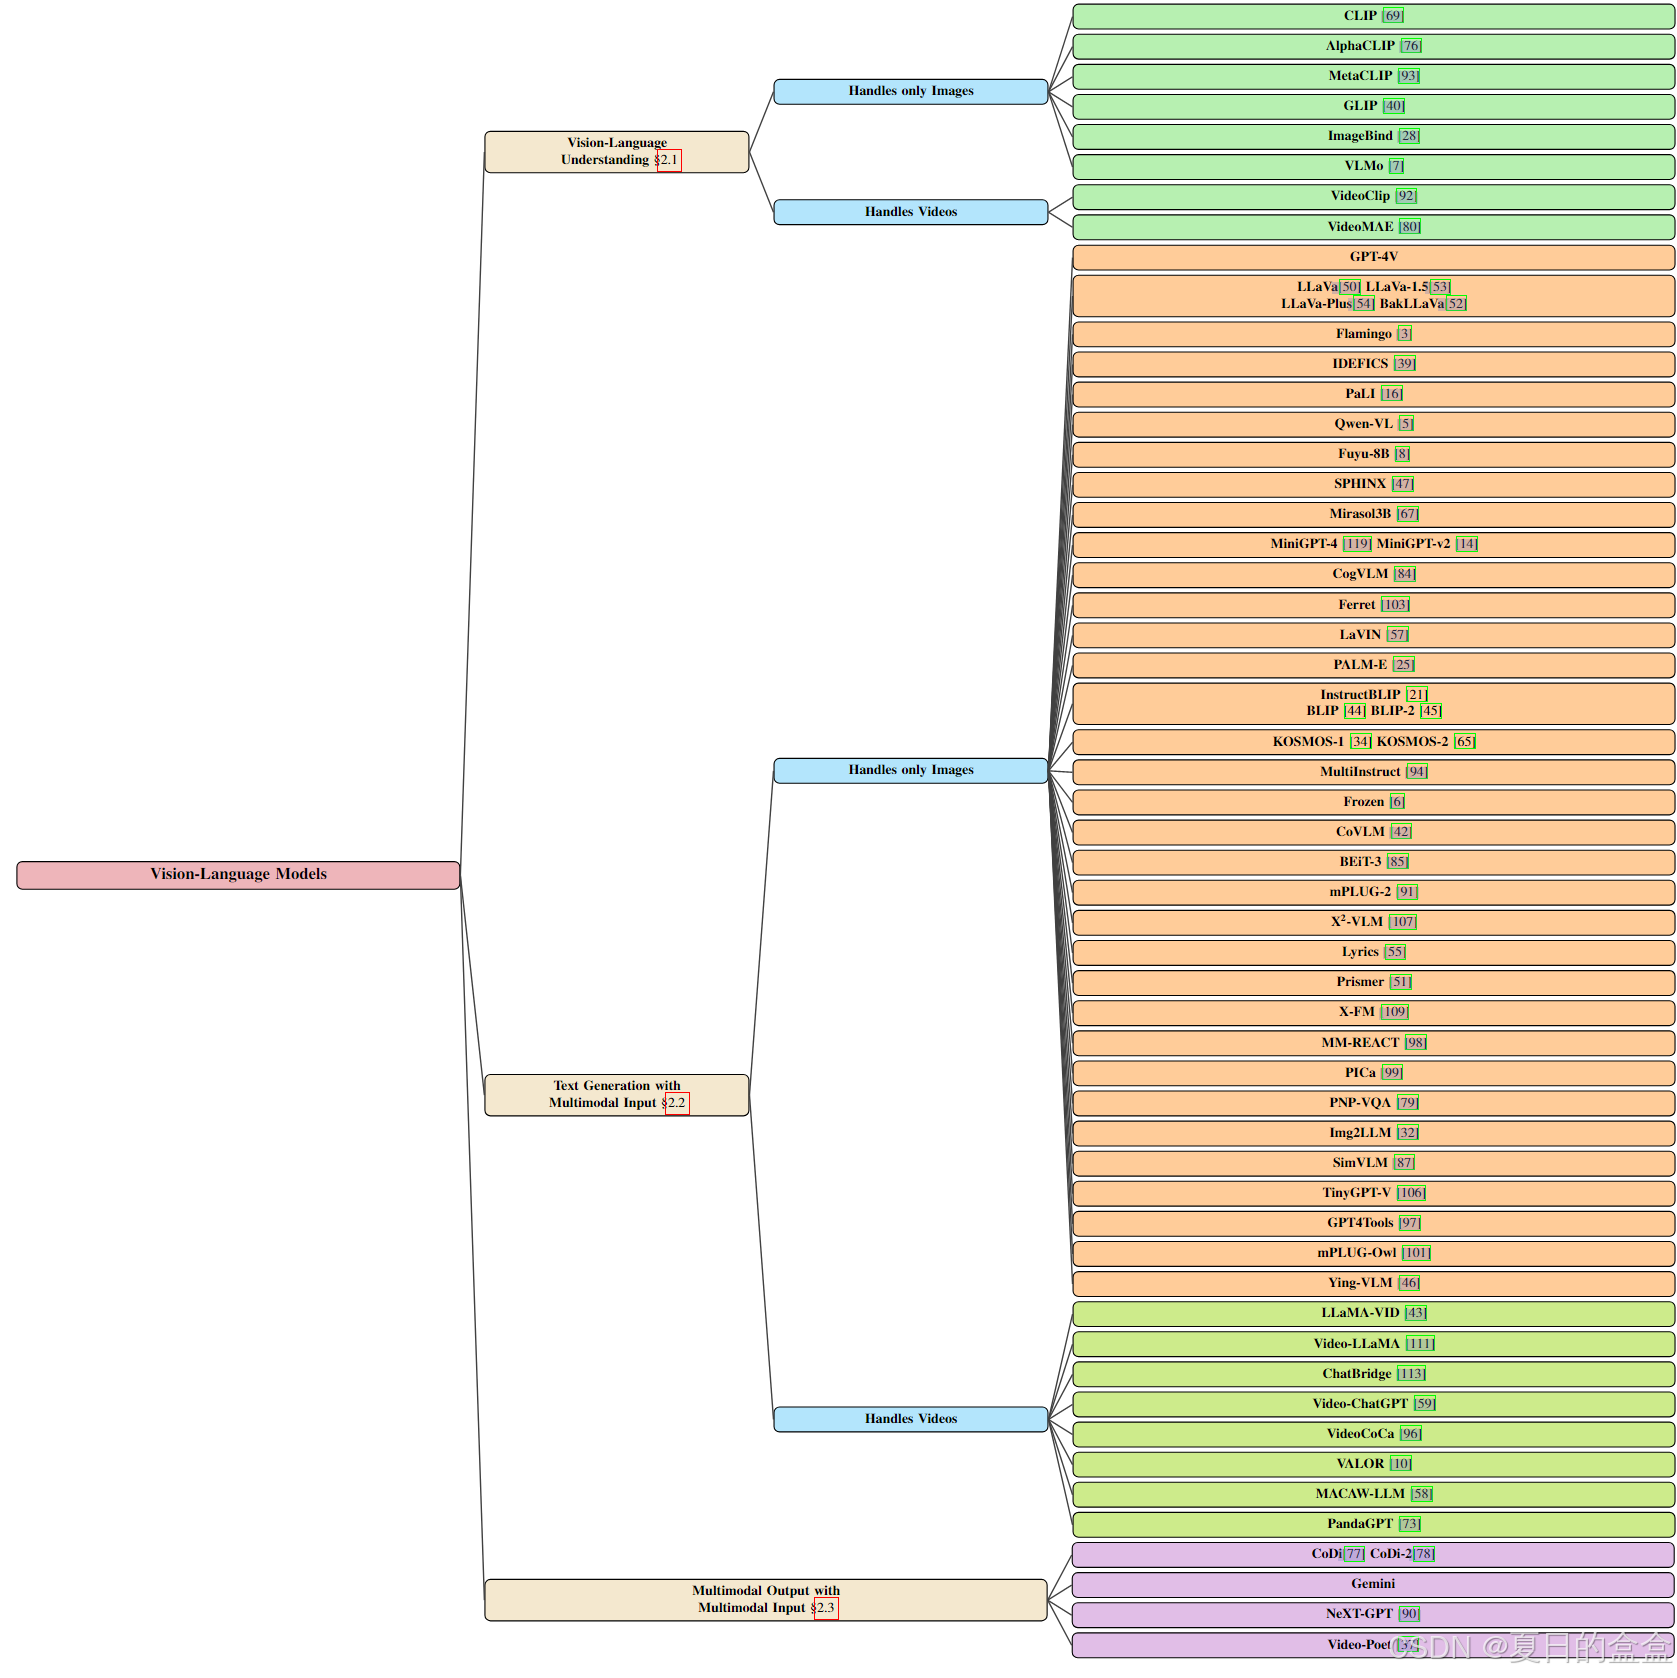 Vision-Language Models
Vision-Language
Understanding §2.1
Handles only Images
CLIP [69]
AlphaCLIP [76]
MetaCLIP [93]
GLIP [40]
ImageBind [28]
VLMo [7]
Handles Videos
VideoClip [92]
VideoMAE [80]
Text Generation with
Multimodal Input §2.2
Handles only Images
GPT-4V
LLaVa[50] LLaVa-1.5[53]
LLaVa-Plus[54] BakLLaVa[52]
Flamingo [3]
IDEFICS [39]
PaLI [16]
Qwen-VL [5]
Fuyu-8B [8]
SPHINX [47]
Mirasol3B [67]
MiniGPT-4 [119] MiniGPT-v2 [14]
CogVLM [84]
Ferret [103]
LaVIN [57]
PALM-E [25]
InstructBLIP [21]
BLIP [44] BLIP-2 [45]
KOSMOS-1 [34] KOSMOS-2 [65]
MultiInstruct [94]
Frozen [6]
CoVLM [42]
BEiT-3 [85]
mPLUG-2 [91]
X²-VLM [107]
Lyrics [55]
Prismer [51]
X-FM [109]
MM-REACT [98]
PICa [99]
PNP-VQA [79]
Img2LLM [32]
SimVLM [87]
TinyGPT-V [106]
GPT4Tools [97]
mPLUG-Owl [101]
Ying-VLM [46]
Handles Videos
LLaMA-VID [43]
Video-LLaMA [111]
ChatBridge [113]
Video-ChatGPT [59]
VideoCoCa [96]
VALOR [10]
MACAW-LLM [58]
PandaGPT [73]
Multimodal Output with
Multimodal Input §2.3
CoDi[77] CoDi-2[78]
Gemini
NeXT-GPT [90]
Video-Poet
CSDN @夏日的盒盒